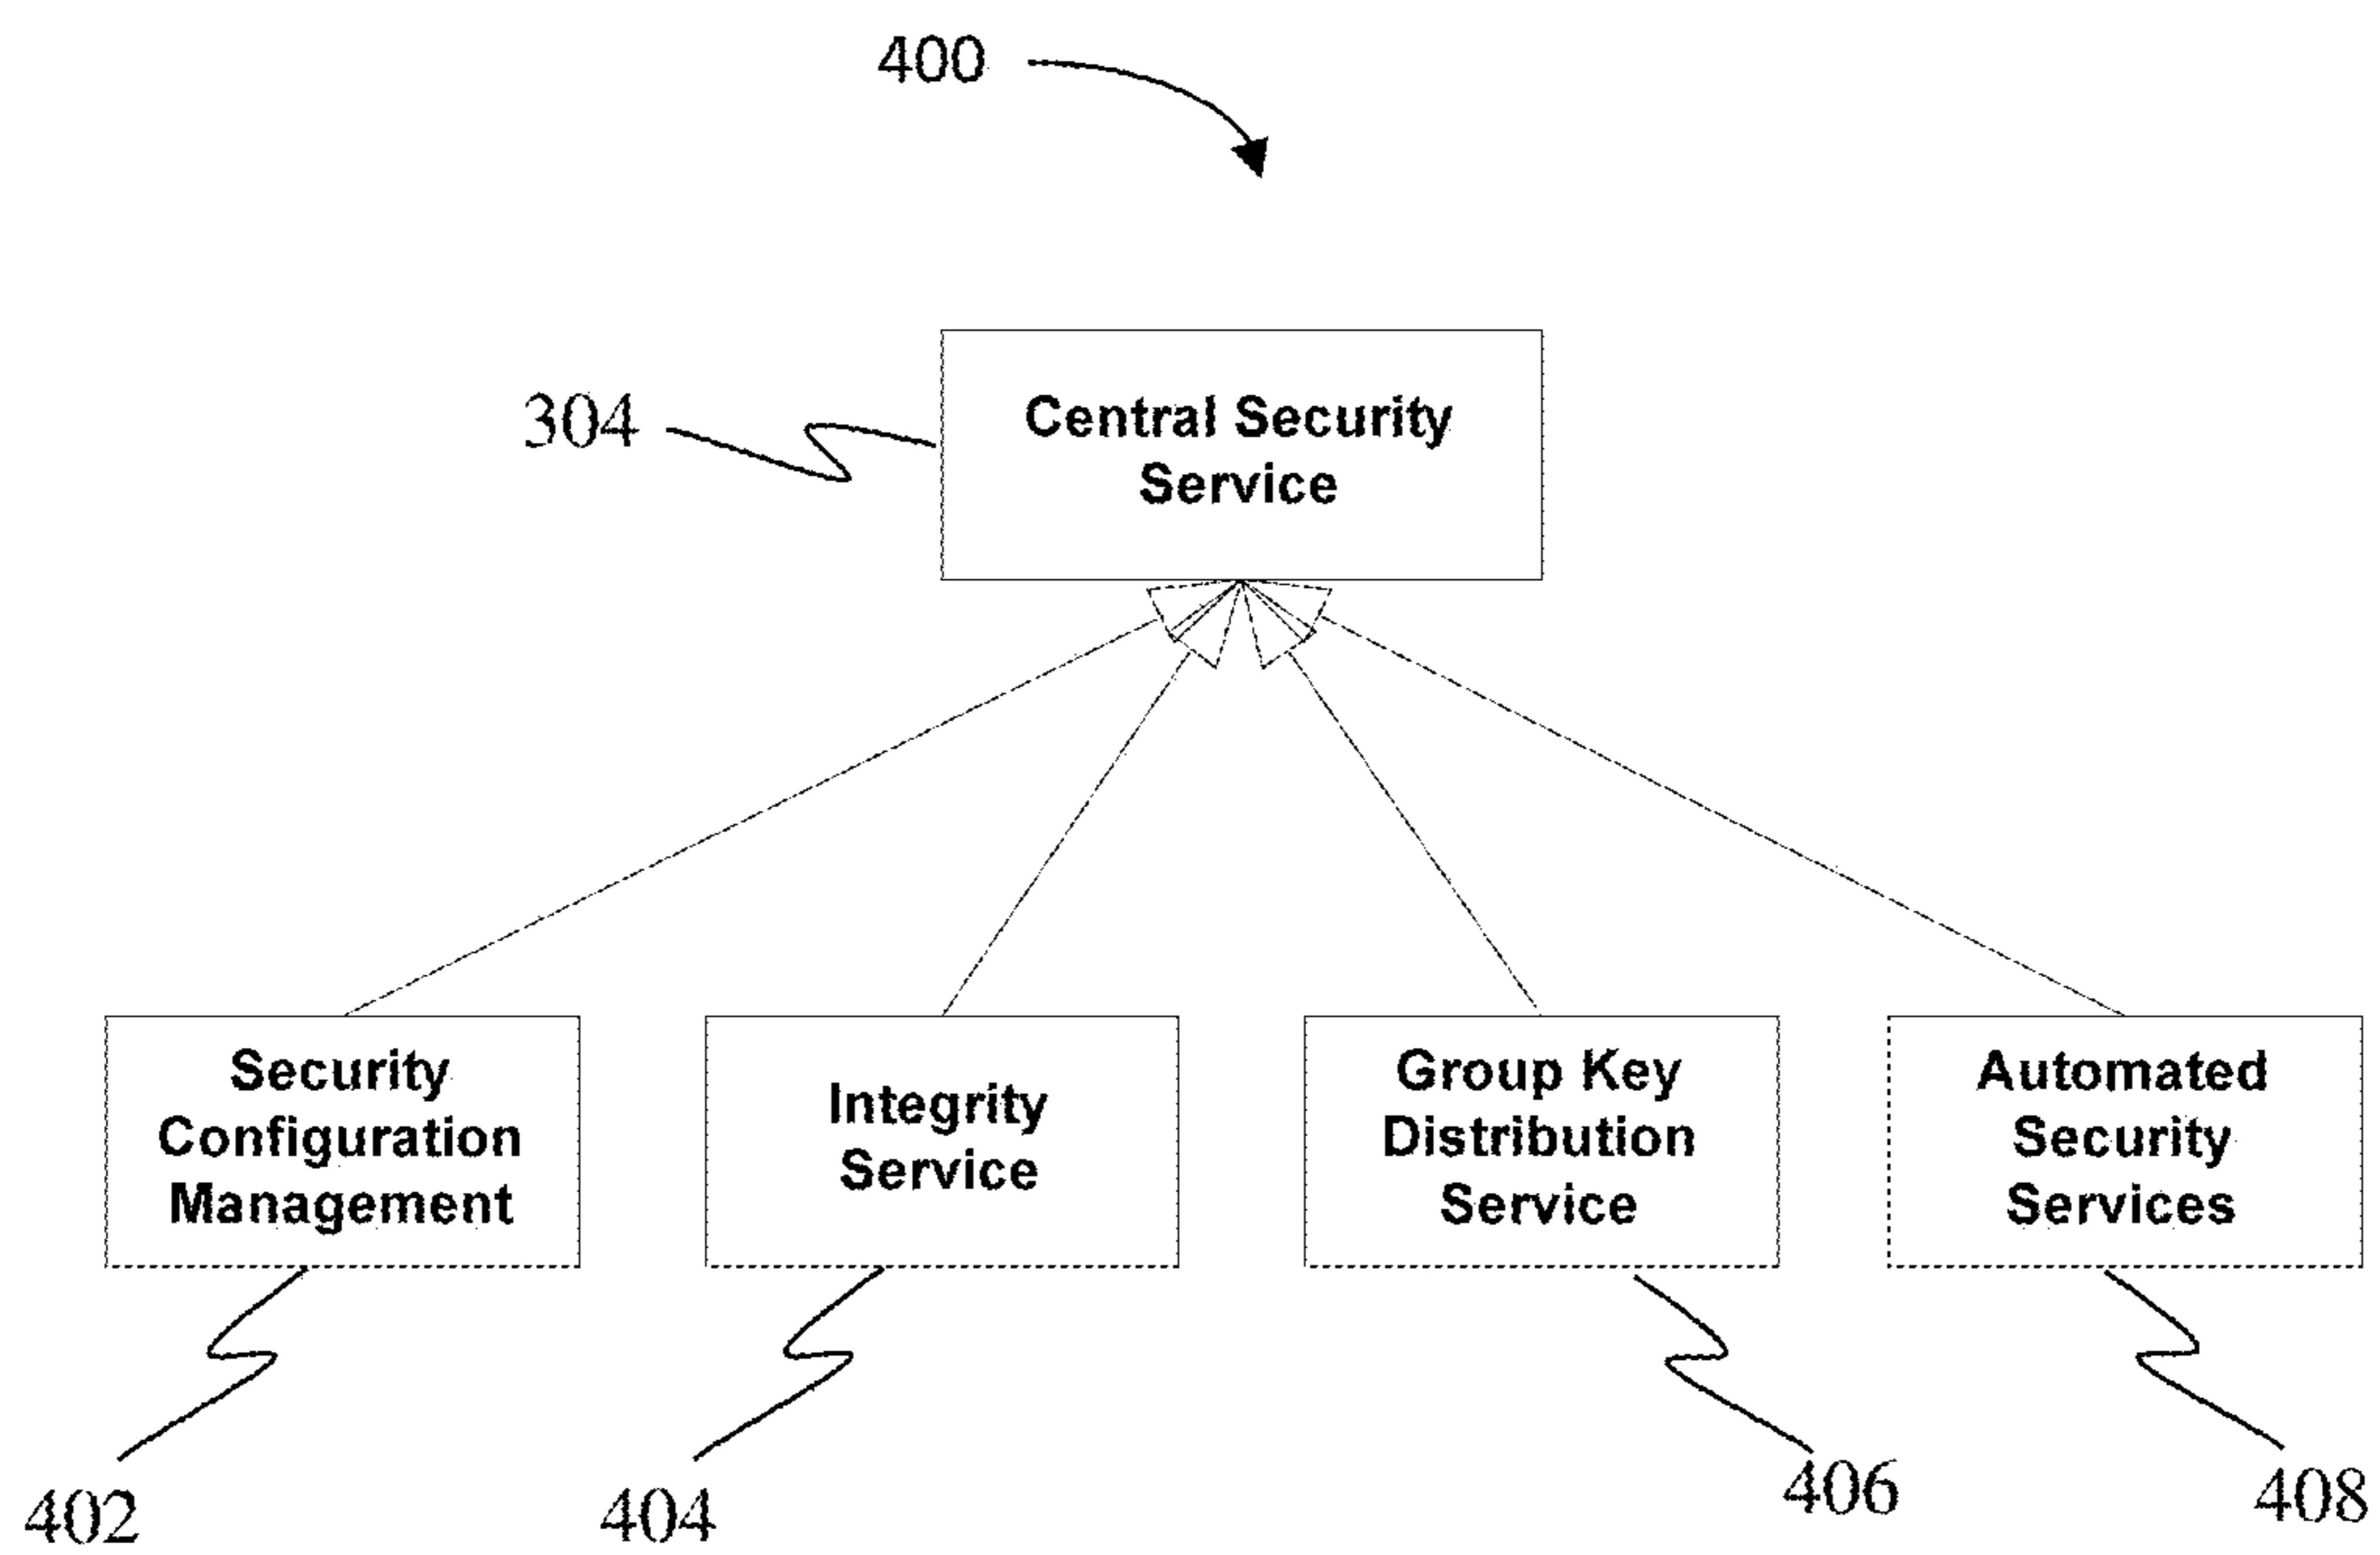 400
304
Central Security
Service
Security
Configuration
Management
Integrity
Service
Group Key
Distribution
Service
Automated
Security
Services
402
404
406
408